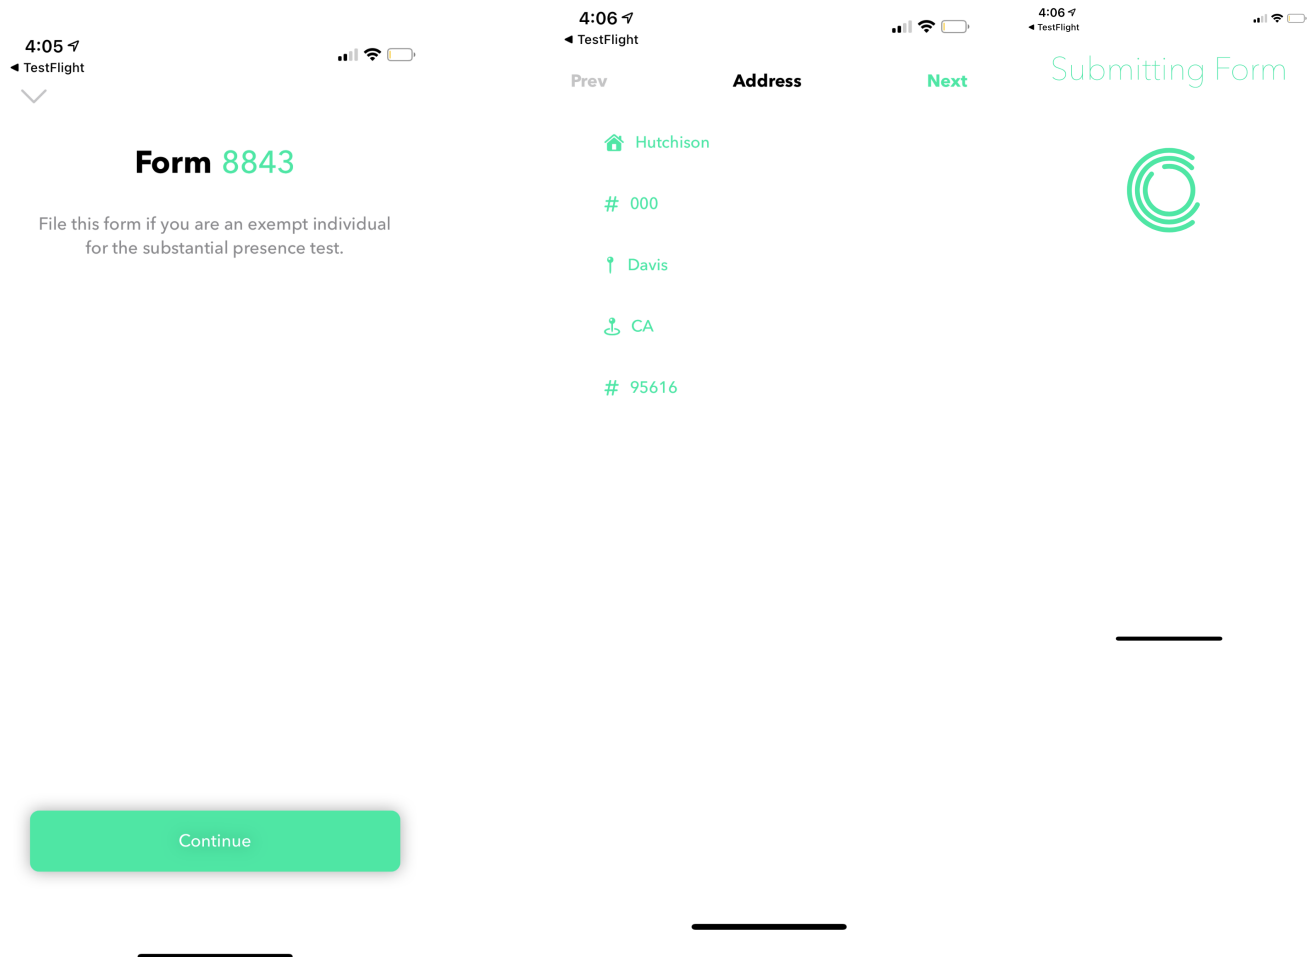 4:05
◀ TestFlight
Form 8843
File this form if you are an exempt individual
for the substantial presence test.
Continue
4:06
◀ TestFlight
Prev Address Next
Hutchison
# 000
Davis
CA
# 95616
4:06
◀ TestFlight
Submitting Form